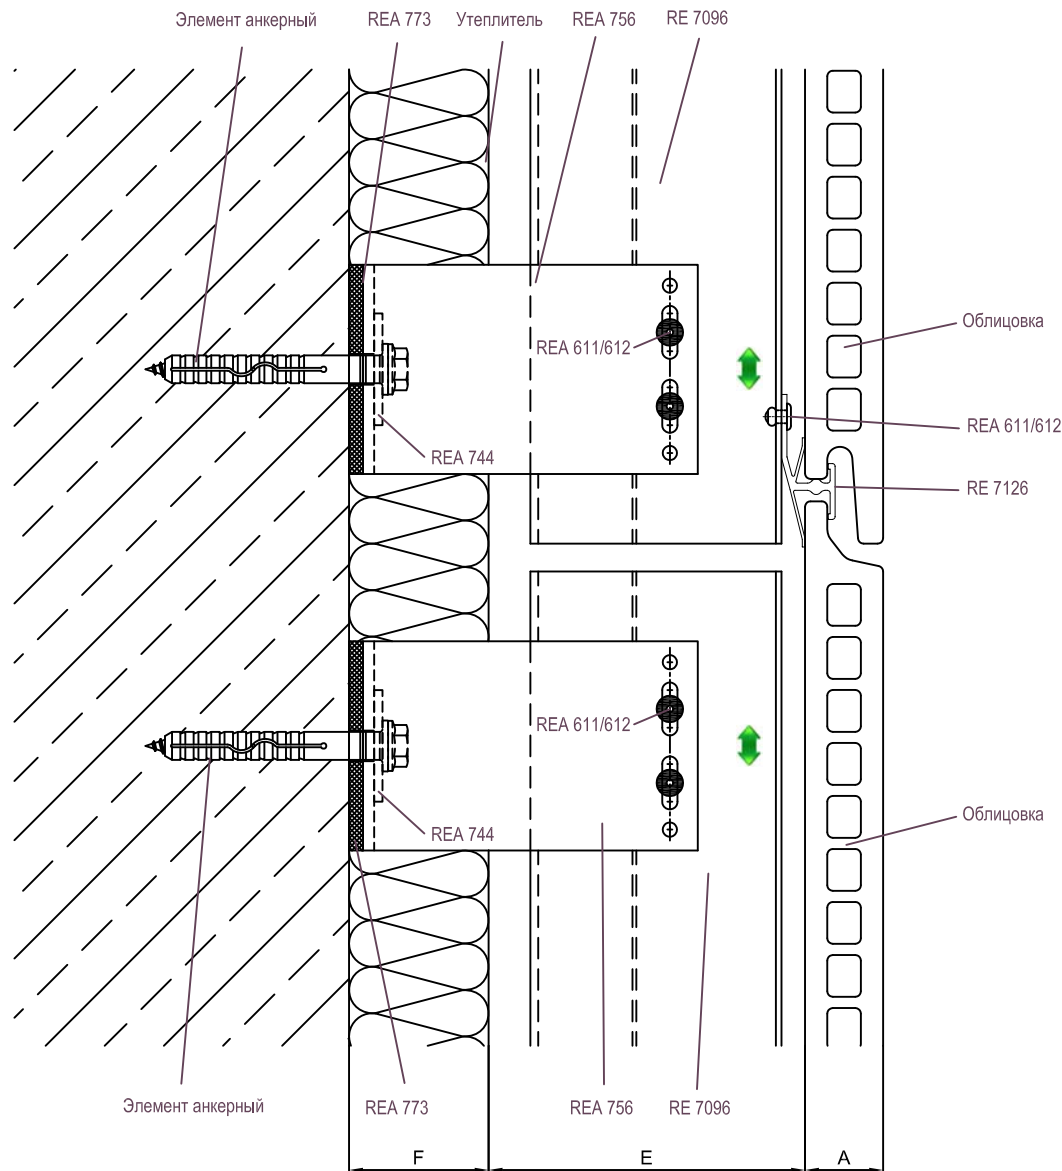 Элемент анкерный
REA 773
Утеплитель
REA 756
RE 7096
Облицовка
REA 611/612
REA 611/612
REA 744
RE 7126
REA 611/612
Облицовка
REA 744
Элемент анкерный
REA 773
REA 756
RE 7096
F
E
A